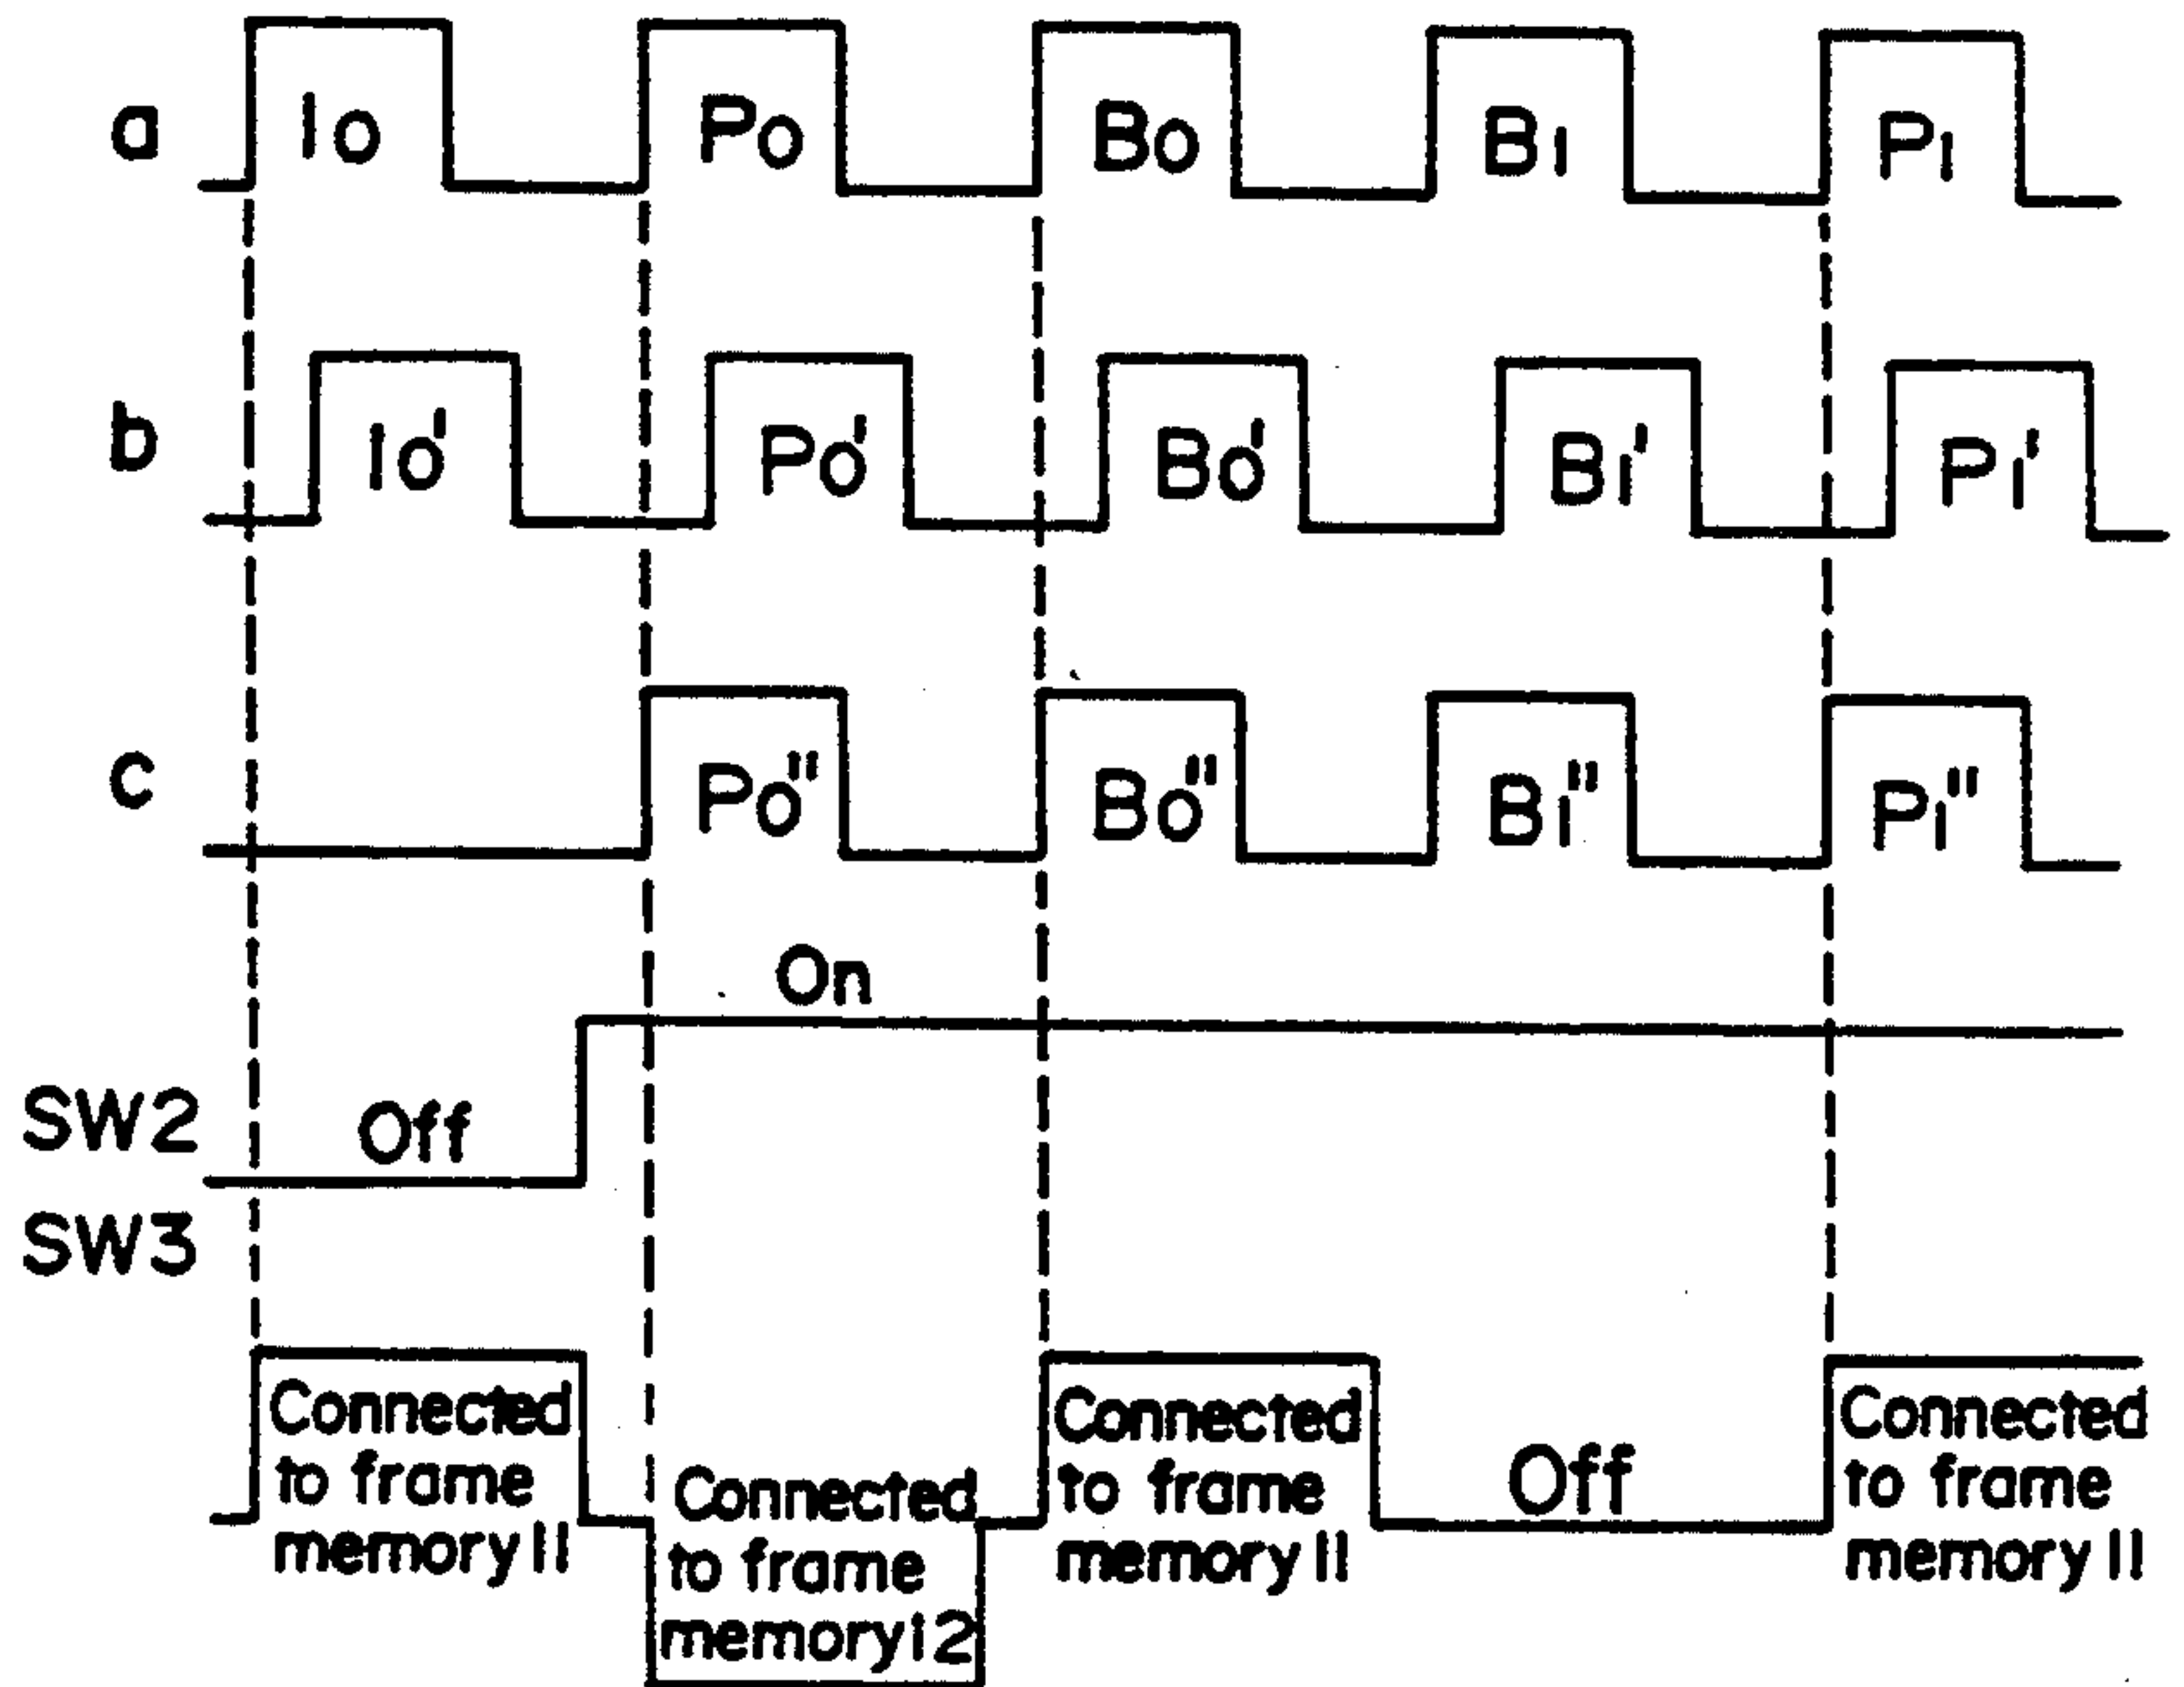 a Io Po Bo B1 P1
b Io' Po' Bo' B1' P1'
c Po" Bo" B1" P1"
On
SW2 Off
SW3
Connected to frame memory 11
Connected to frame memory 12
Connected to frame memory 11
Off
Connected to frame memory 11